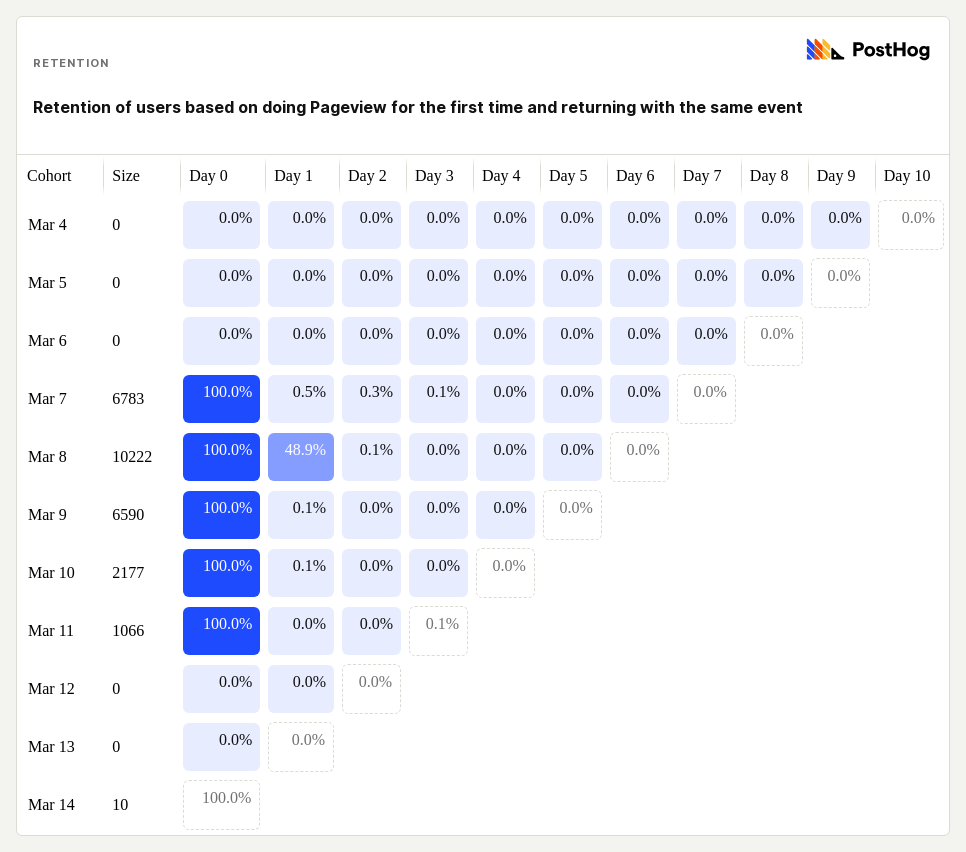 PostHog
RETENTION
Retention of users based on doing Pageview for the first time and returning with the same event
Cohort Size Day 0 Day 1 Day 2 Day 3 Day 4 Day 5 Day 6 Day 7 Day 8 Day 9 Day 10
Mar 4 0 0.0% 0.0% 0.0% 0.0% 0.0% 0.0% 0.0% 0.0% 0.0% 0.0% 0.0%
Mar 5 0 0.0% 0.0% 0.0% 0.0% 0.0% 0.0% 0.0% 0.0% 0.0% 0.0%
Mar 6 0 0.0% 0.0% 0.0% 0.0% 0.0% 0.0% 0.0% 0.0% 0.0%
Mar 7 6783 100.0% 0.5% 0.3% 0.1% 0.0% 0.0% 0.0% 0.0%
Mar 8 10222 100.0% 48.9% 0.1% 0.0% 0.0% 0.0% 0.0%
Mar 9 6590 100.0% 0.1% 0.0% 0.0% 0.0% 0.0%
Mar 10 2177 100.0% 0.1% 0.0% 0.0% 0.0%
Mar 11 1066 100.0% 0.0% 0.0% 0.1%
Mar 12 0 0.0% 0.0% 0.0%
Mar 13 0 0.0% 0.0%
Mar 14 10 100.0%